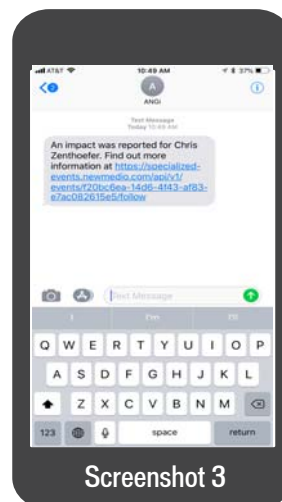 AT&T 10:49 AM 37%
2
A
ANGi
Text Message
Today 10:49 AM
An impact was reported for Chris
Zenthoefer. Find out more
information at https://specialized-
events.newmedio.com/api/v1/
events/f20bc6ea-14d6-4f43-af83-
e7ac082615e5/follow
Text Message
I I'm I'll
Q W E R T Y U I O P
A S D F G H J K L
Z X C V B N M
123 space return
Screenshot 3